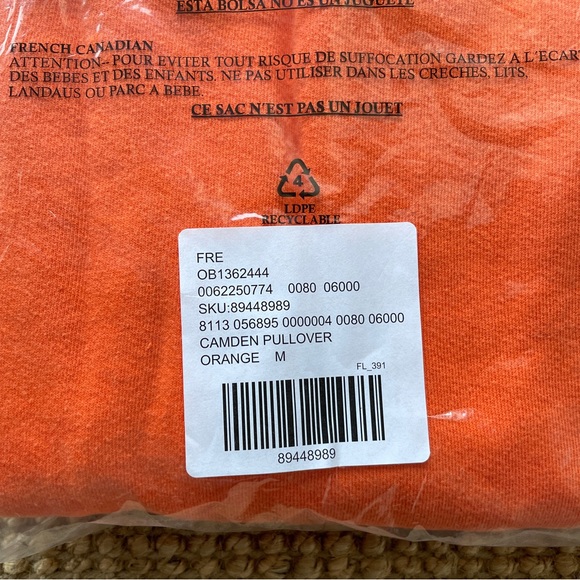 ESTA BOLSA NO ES UN JUGUETE
FRENCH CANADIAN
ATTENTION-- POUR EVITER TOUT RISQUE DE SUFFOCATION GARDEZ A L'ECAR
DES BEBES ET DES ENFANTS. NE PAS UTILISER DANS LES CRECHES, LITS,
LANDAUS OU PARC A BEBE.
CE SAC N'EST PAS UN JOUET
4
LDPE
RECYCLABLE
FRE
OB1362444
0062250774 0080 06000
SKU:89448989
8113 056895 0000004 0080 06000
CAMDEN PULLOVER
ORANGE M
FL_391
89448989